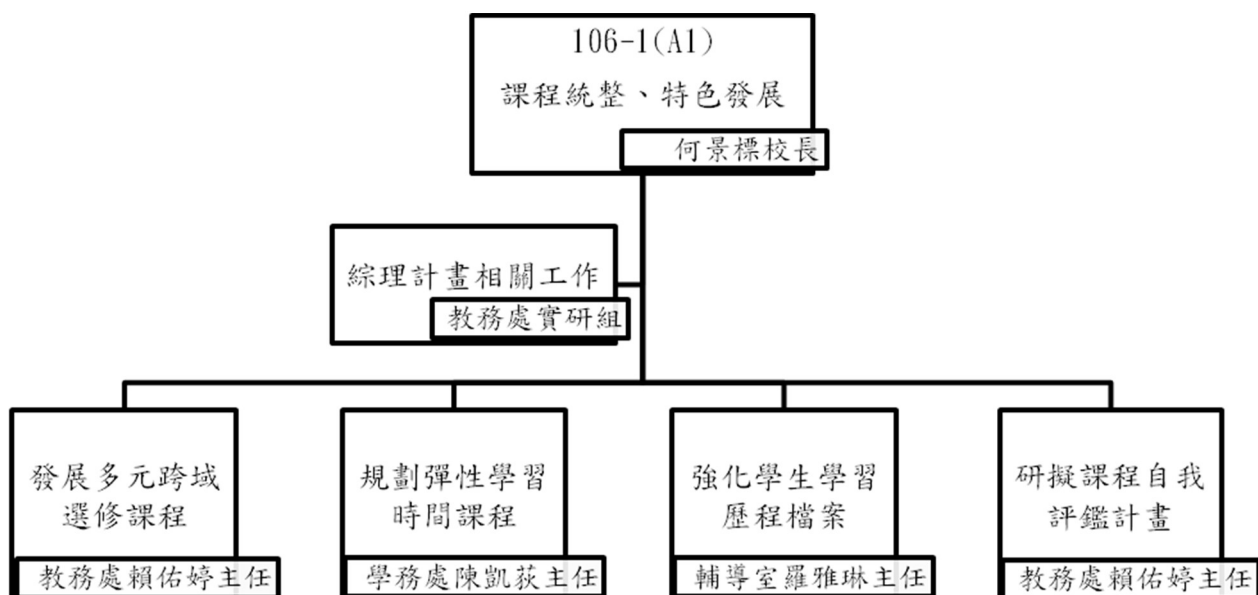 106-1(A1)
課程統整、特色發展
何景標校長
綜理計畫相關工作
教務處實研組
發展多元跨域
選修課程
教務處賴佑婷主任
規劃彈性學習
時間課程
學務處陳凱荻主任
強化學生學習
歷程檔案
輔導室羅雅琳主任
研擬課程自我
評鑑計畫
教務處賴佑婷主任